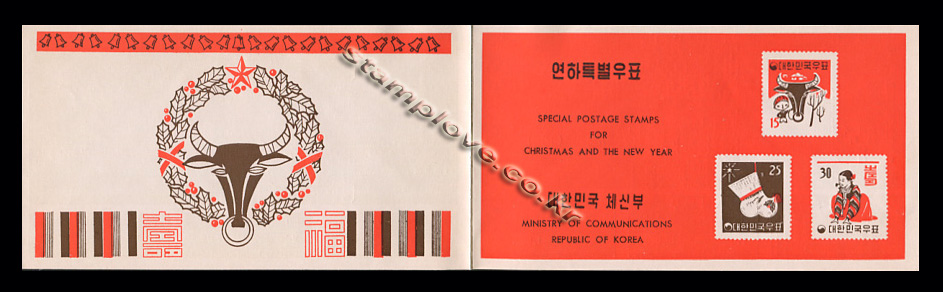 壽 福
연하특별우표
SPECIAL POSTAGE STAMPS
FOR
CHRISTMAS AND THE NEW YEAR
대한민국 체신부
MINISTRY OF COMMUNICATIONS
REPUBLIC OF KOREA
대한민국우표
15
25
대한민국우표
30
대한민국우표
stamplove.co.kr